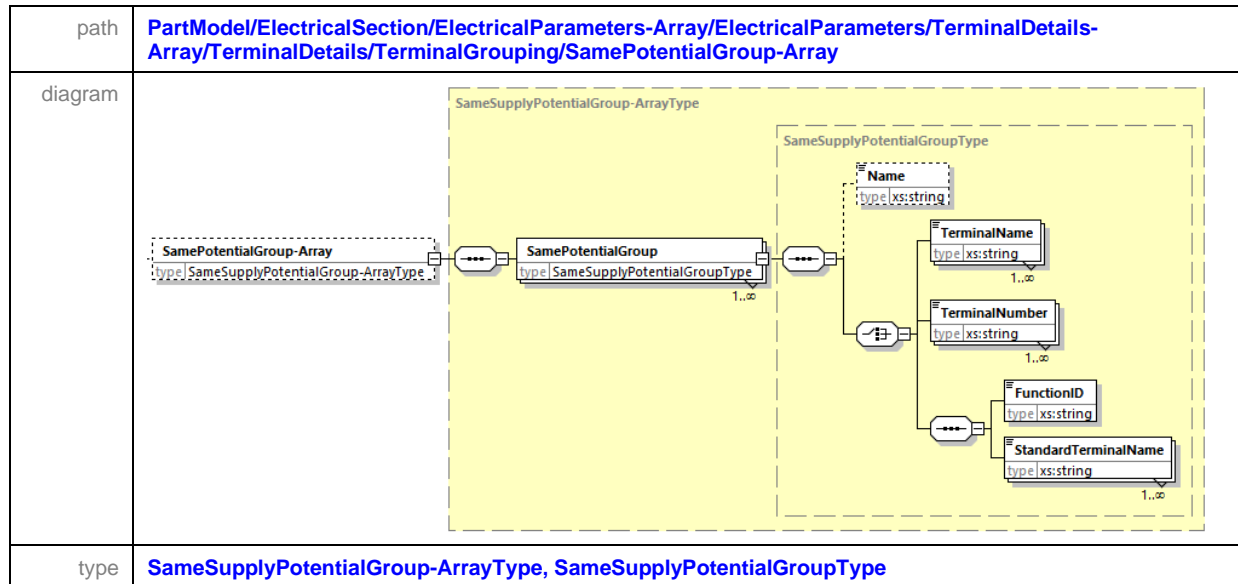 path
PartModel/ElectricalSection/ElectricalParameters-Array/ElectricalParameters/TerminalDetails-
Array/TerminalDetails/TerminalGrouping/SamePotentialGroup-Array
diagram
SameSupplyPotentialGroup-ArrayType
SameSupplyPotentialGroupType
Name
type xs:string
TerminalName
type xs:string
1..∞
SamePotentialGroup-Array
type SameSupplyPotentialGroup-ArrayType
SamePotentialGroup
type SameSupplyPotentialGroupType
1..∞
TerminalNumber
type xs:string
1..∞
FunctionID
type xs:string
StandardTerminalName
type xs:string
1..∞
type
SameSupplyPotentialGroup-ArrayType, SameSupplyPotentialGroupType